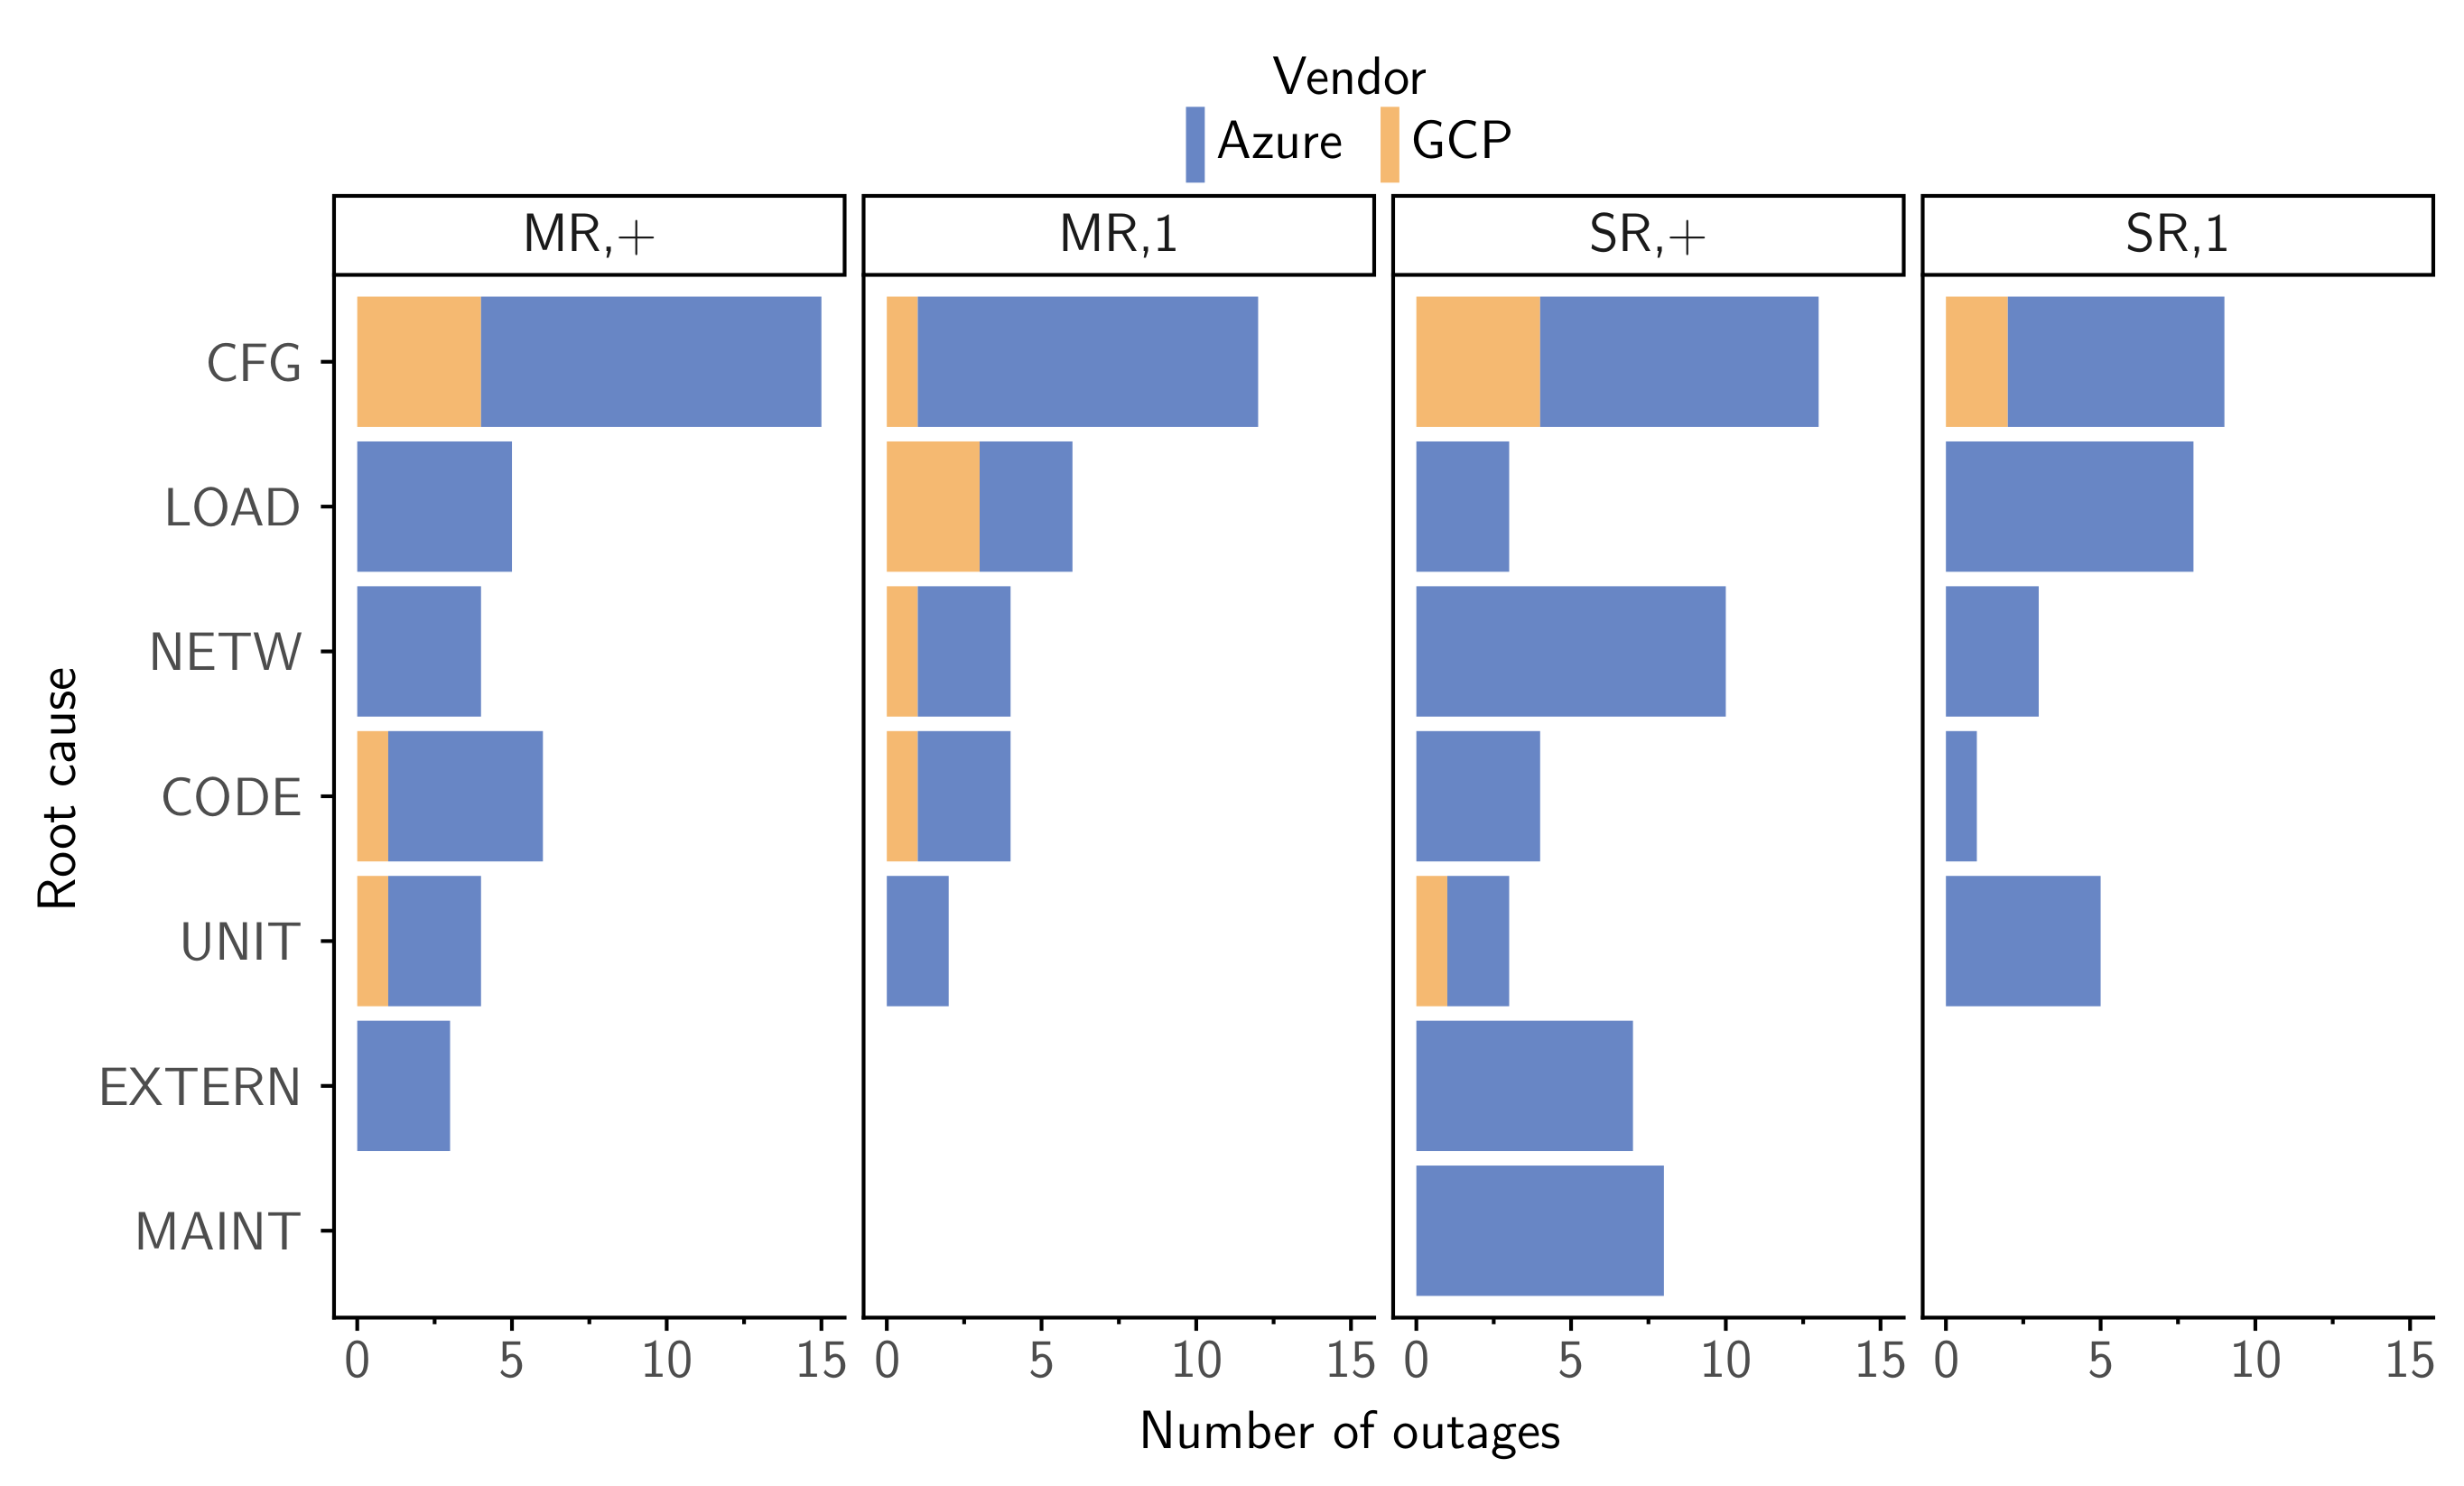 Vendor
Azure GCP
MR,+ MR,1 SR,+ SR,1
CFG
LOAD
NETW
CODE
UNIT
EXTERN
MAINT
Root cause
0 5 10 15 0 5 10 15 0 5 10 15 0 5 10 15
Number of outages